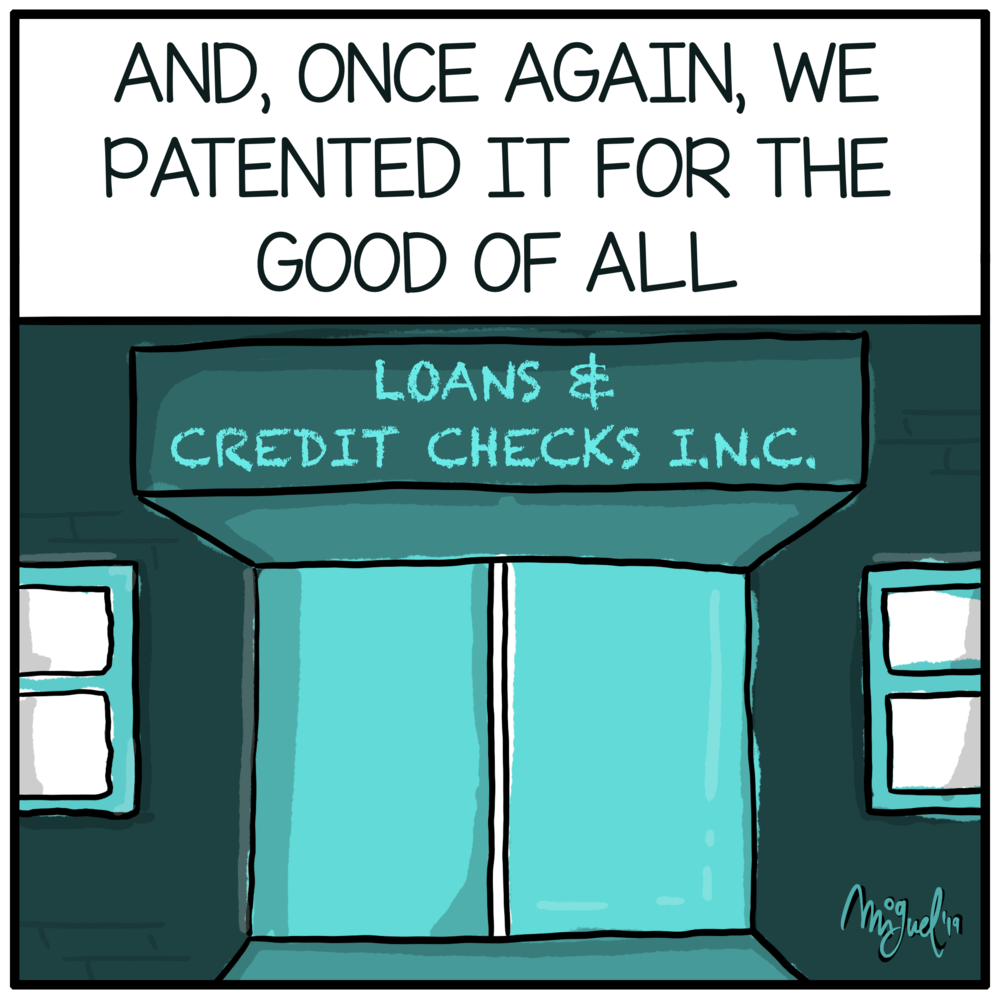 AND, ONCE AGAIN, WE
PATENTED IT FOR THE
GOOD OF ALL
LOANS &
CREDIT CHECKS I.N.C.
Miguel '19